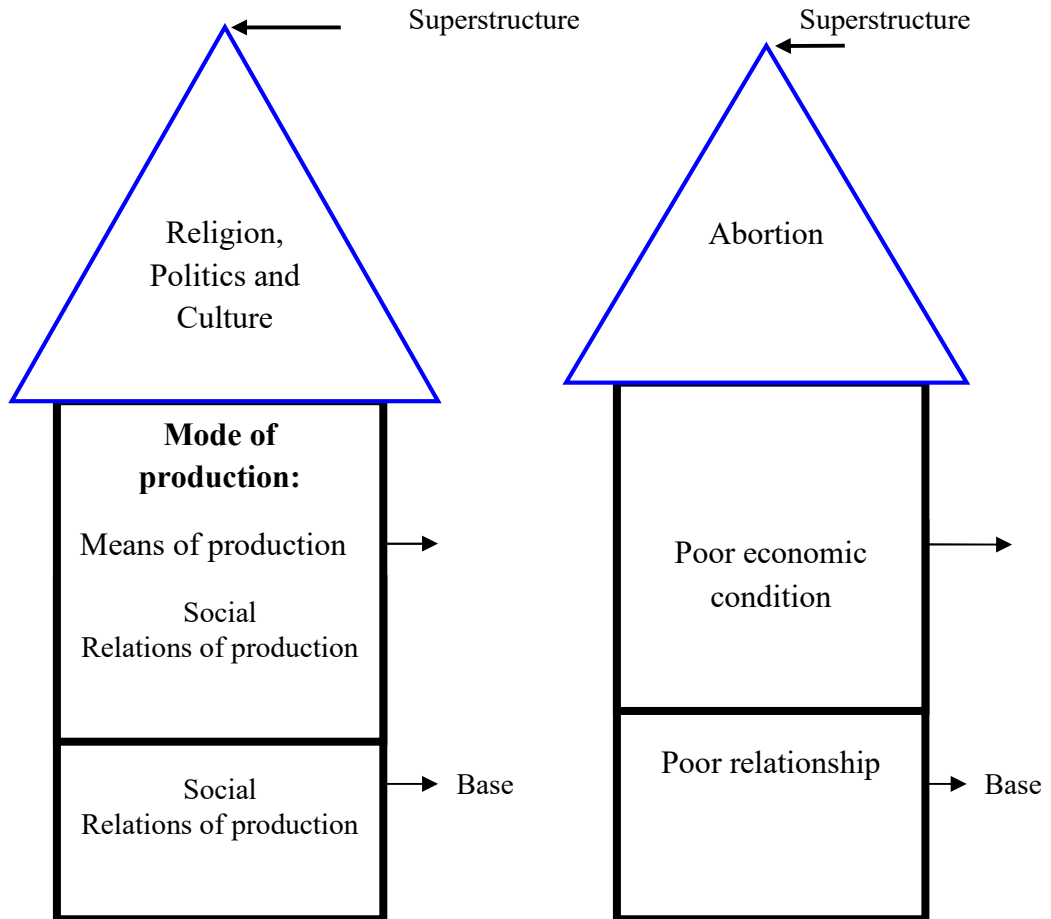 Superstructure
Religion,
Politics and
Culture
Mode of
production:
Means of production
Social
Relations of production
Social
Relations of production
Base
Superstructure
Abortion
Poor economic
condition
Poor relationship
Base